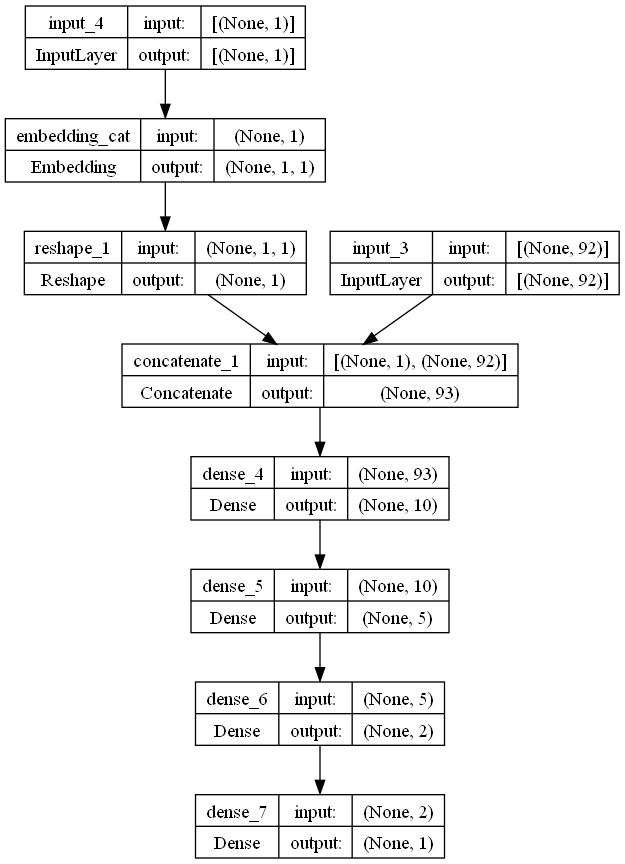 input_4 input: [(None, 1)]
InputLayer output: [(None, 1)]
embedding_cat input: (None, 1)
Embedding output: (None, 1, 1)
reshape_1 input: (None, 1, 1)
Reshape output: (None, 1)
input_3 input: [(None, 92)]
InputLayer output: [(None, 92)]
concatenate_1 input: [(None, 1), (None, 92)]
Concatenate output: (None, 93)
dense_4 input: (None, 93)
Dense output: (None, 10)
dense_5 input: (None, 10)
Dense output: (None, 5)
dense_6 input: (None, 5)
Dense output: (None, 2)
dense_7 input: (None, 2)
Dense output: (None, 1)